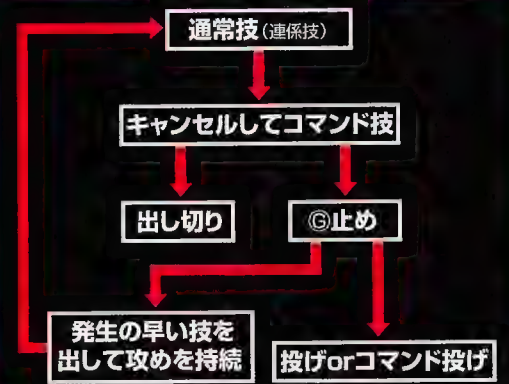 通常技（連係技）
キャンセルしてコマンド技
出し切り
Ⓖ止め
発生の早い技を
出して攻めを持続
投げorコマンド投げ